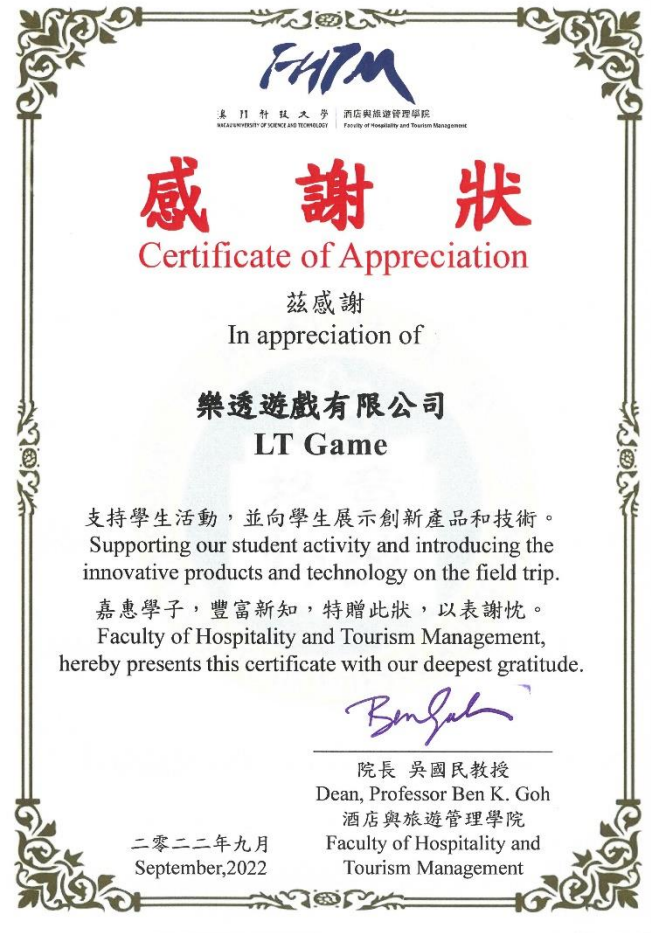 FHTM
澳門科技大學 酒店與旅遊管理學院
MACAU UNIVERSITY OF SCIENCE AND TECHNOLOGY Faculty of Hospitality and Tourism Management
感謝狀
Certificate of Appreciation
茲感謝
In appreciation of
樂透遊戲有限公司
LT Game
支持學生活動，並向學生展示創新產品和技術。
Supporting our student activity and introducing the
innovative products and technology on the field trip.
嘉惠學子，豐富新知，特贈此狀，以表謝忱。
Faculty of Hospitality and Tourism Management,
hereby presents this certificate with our deepest gratitude.
Ben Goh
院長 吳國民教授
Dean, Professor Ben K. Goh
酒店與旅遊管理學院
Faculty of Hospitality and
Tourism Management
二零二二年九月
September,2022